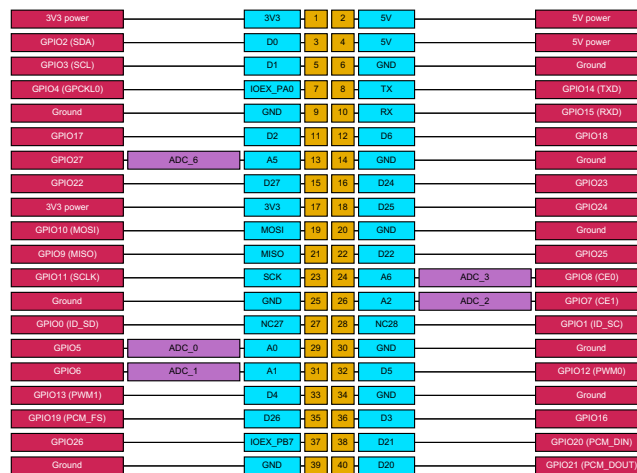 3V3 power 3V3 1 2 5V 5V power
GPIO2 (SDA) D0 3 4 5V 5V power
GPIO3 (SCL) D1 5 6 GND Ground
GPIO4 (GPCKL0) IOEX_PA0 7 8 TX GPIO14 (TXD)
Ground GND 9 10 RX GPIO15 (RXD)
GPIO17 D2 11 12 D6 GPIO18
GPIO27 ADC_6 A5 13 14 GND Ground
GPIO22 D27 15 16 D24 GPIO23
3V3 power 3V3 17 18 D25 GPIO24
GPIO10 (MOSI) MOSI 19 20 GND Ground
GPIO9 (MISO) MISO 21 22 D22 GPIO25
GPIO11 (SCLK) SCK 23 24 A6 ADC_3 GPIO8 (CE0)
Ground GND 25 26 A2 ADC_2 GPIO7 (CE1)
GPIO0 (ID_SD) NC27 27 28 NC28 GPIO1 (ID_SC)
GPIO5 ADC_0 A0 29 30 GND Ground
GPIO6 ADC_1 A1 31 32 D5 GPIO12 (PWM0)
GPIO13 (PWM1) D4 33 34 GND Ground
GPIO19 (PCM_FS) D26 35 36 D3 GPIO16
GPIO26 IOEX_PB7 37 38 D21 GPIO20 (PCM_DIN)
Ground GND 39 40 D20 GPIO21 (PCM_DOUT)